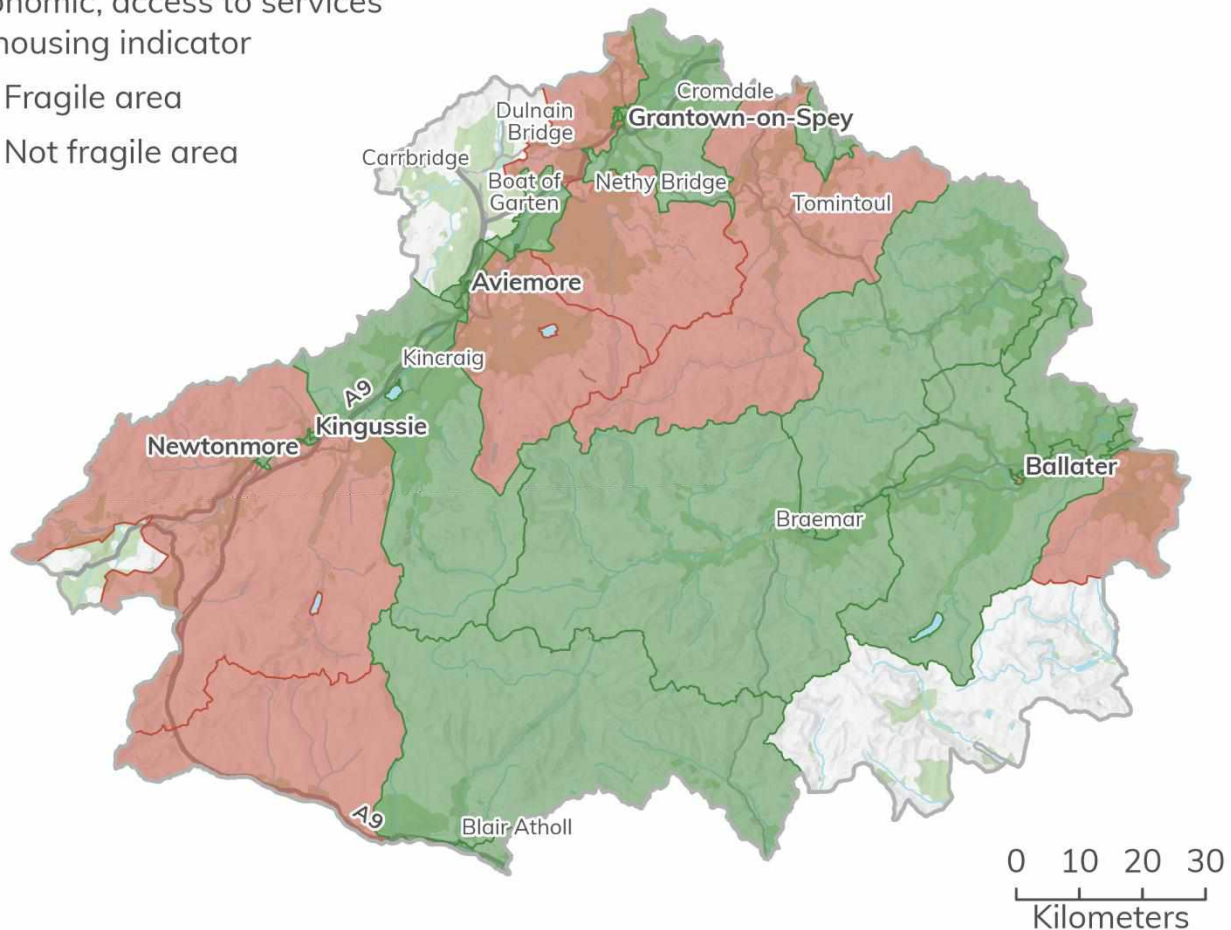 access to services
housing indicator
Fragile area
Not fragile area
Cromdale
Dulnain
Bridge
Grantown-on-Spey
Carrbridge
Boat of
Garten
Nethy Bridge
Tomintoul
Aviemore
Kincraig
A9
Kingussie
Newtonmore
Ballater
Braemar
A9
Blair Atholl
0 10 20 30
Kilometers